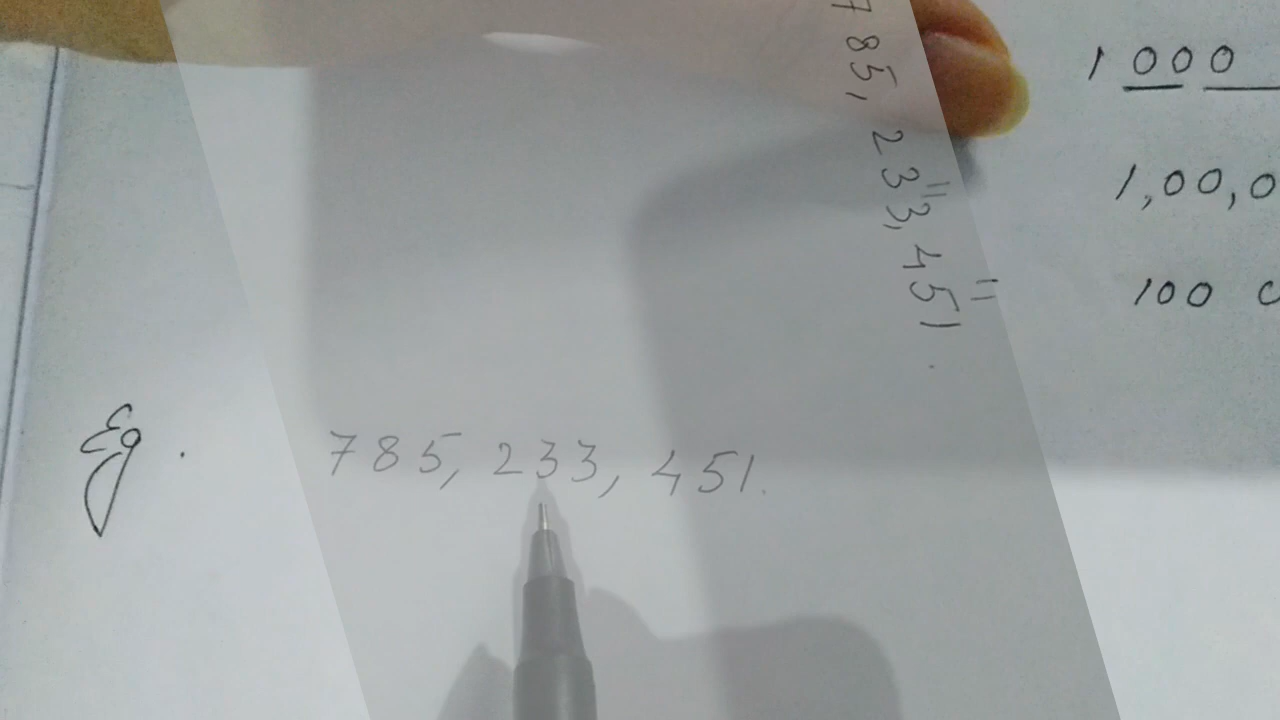 1 000
1,00,0
100
Eg. 785, 233, 451.
785, 233, 451.